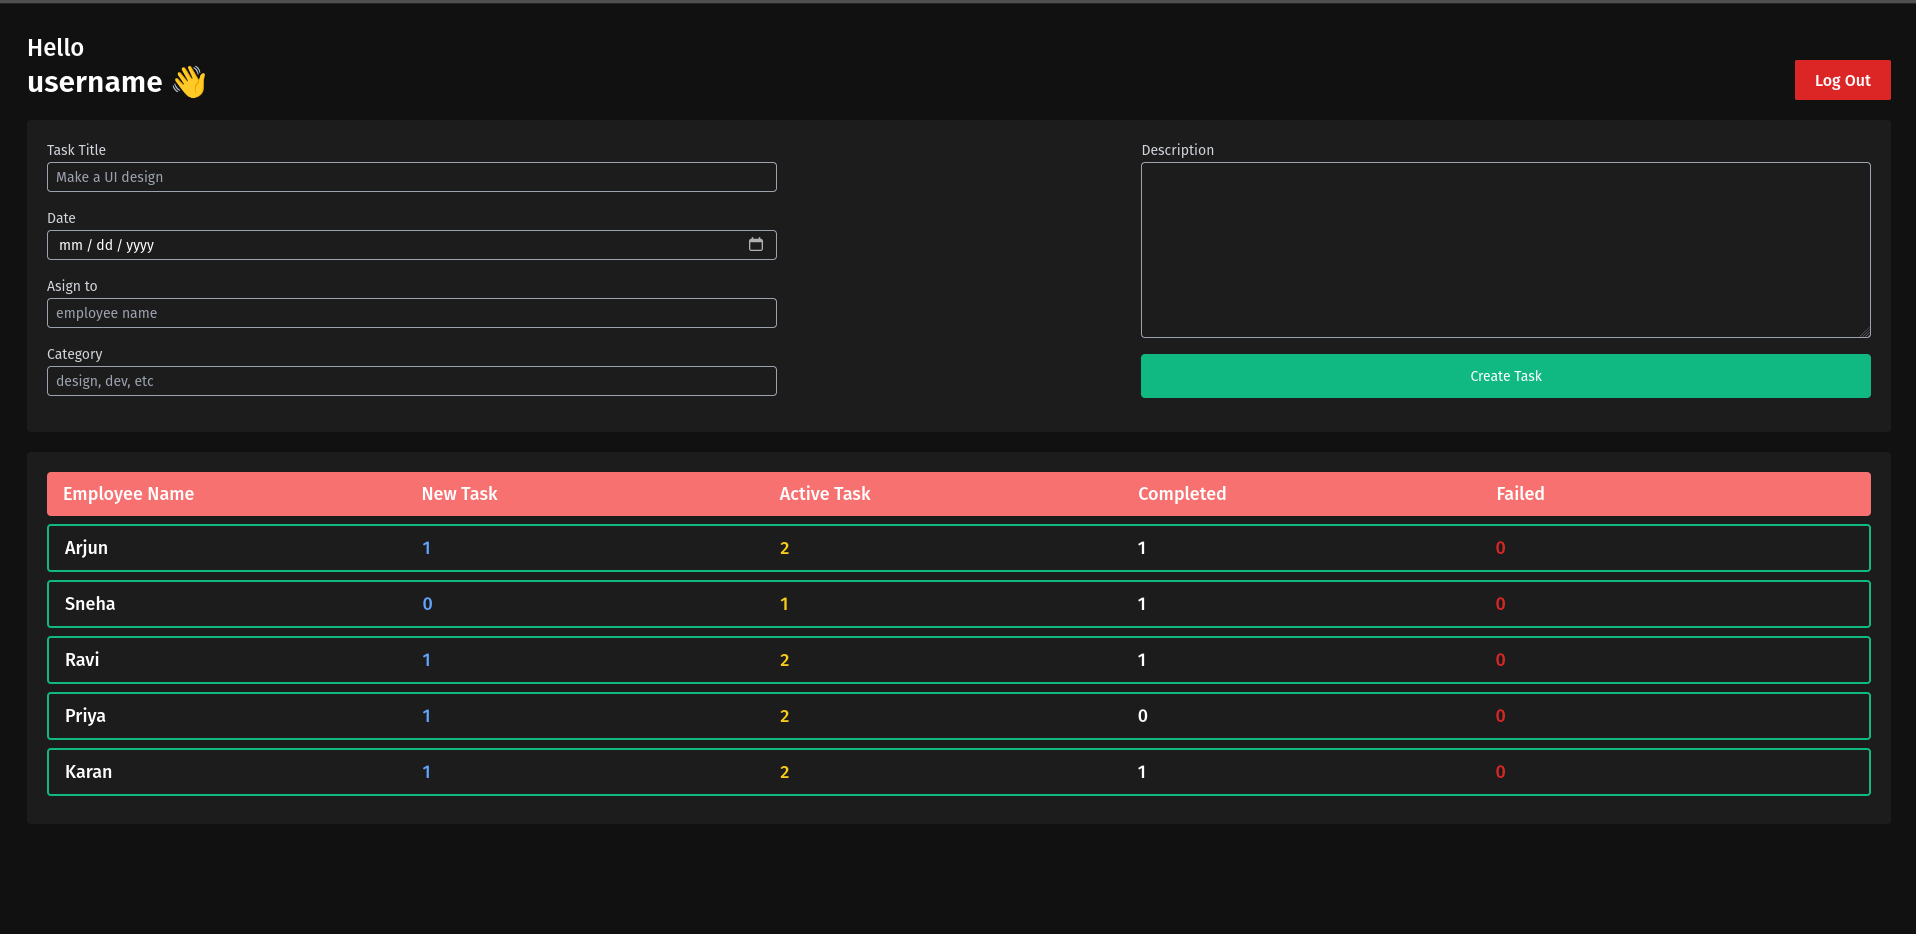 Hello
username 👋
Log Out
Task Title
Make a UI design
Date
mm / dd / yyyy
Asign to
employee name
Category
design, dev, etc
Description
Create Task
Employee Name New Task Active Task Completed Failed
Arjun 1 2 1 0
Sneha 0 1 1 0
Ravi 1 2 1 0
Priya 1 2 0 0
Karan 1 2 1 0